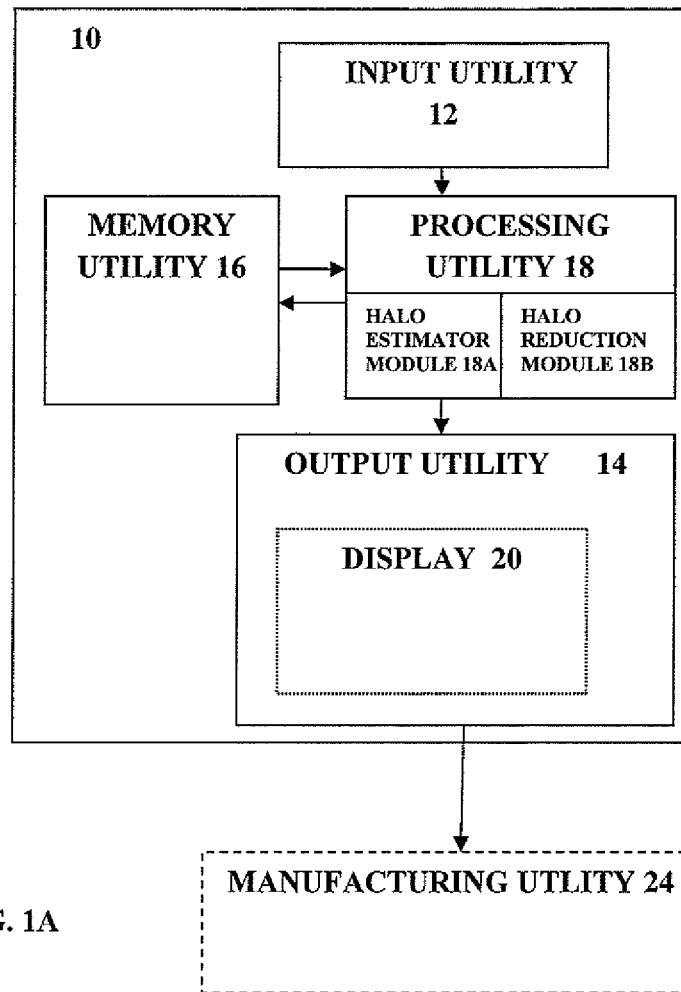 10
INPUT UTILITY
12
MEMORY
UTILITY 16
PROCESSING
UTILITY 18
HALO
ESTIMATOR
MODULE 18A
HALO
REDUCTION
MODULE 18B
OUTPUT UTILITY 14
DISPLAY 20
MANUFACTURING UTLITY 24
G. 1A